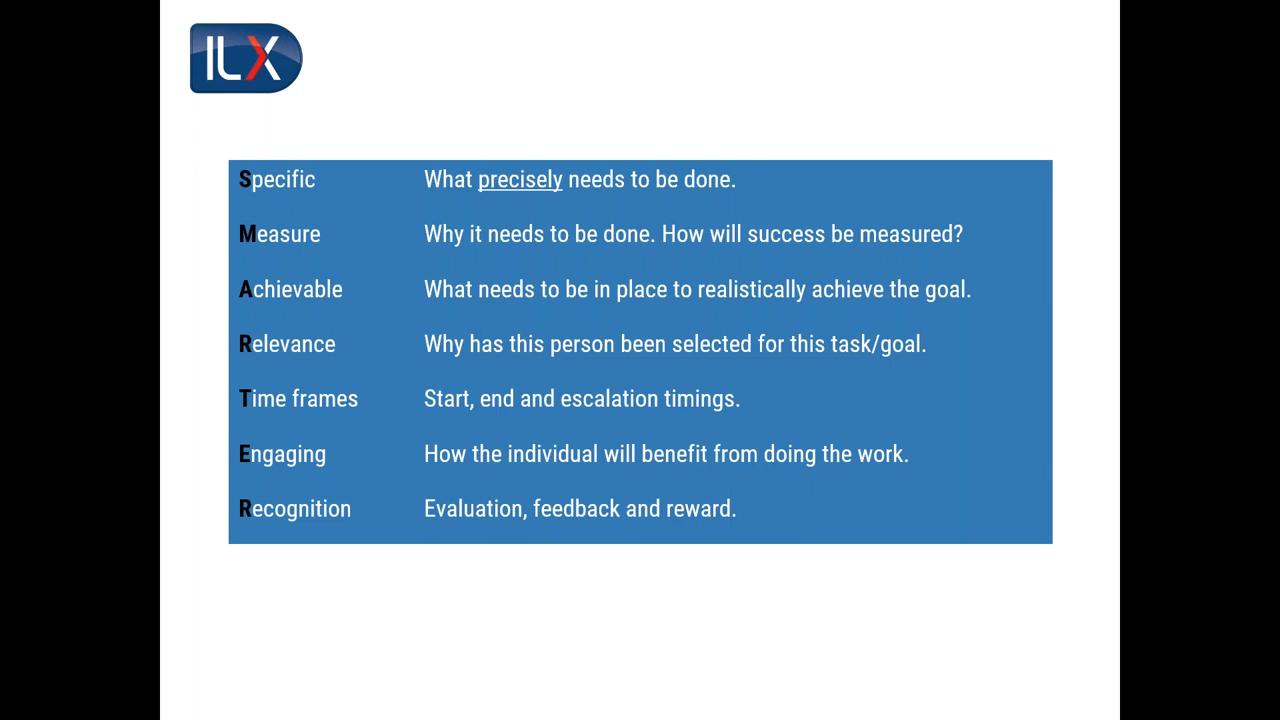 ILX
Specific What precisely needs to be done.
Measure Why it needs to be done. How will success be measured?
Achievable What needs to be in place to realistically achieve the goal.
Relevance Why has this person been selected for this task/goal.
Time frames Start, end and escalation timings.
Engaging How the individual will benefit from doing the work.
Recognition Evaluation, feedback and reward.